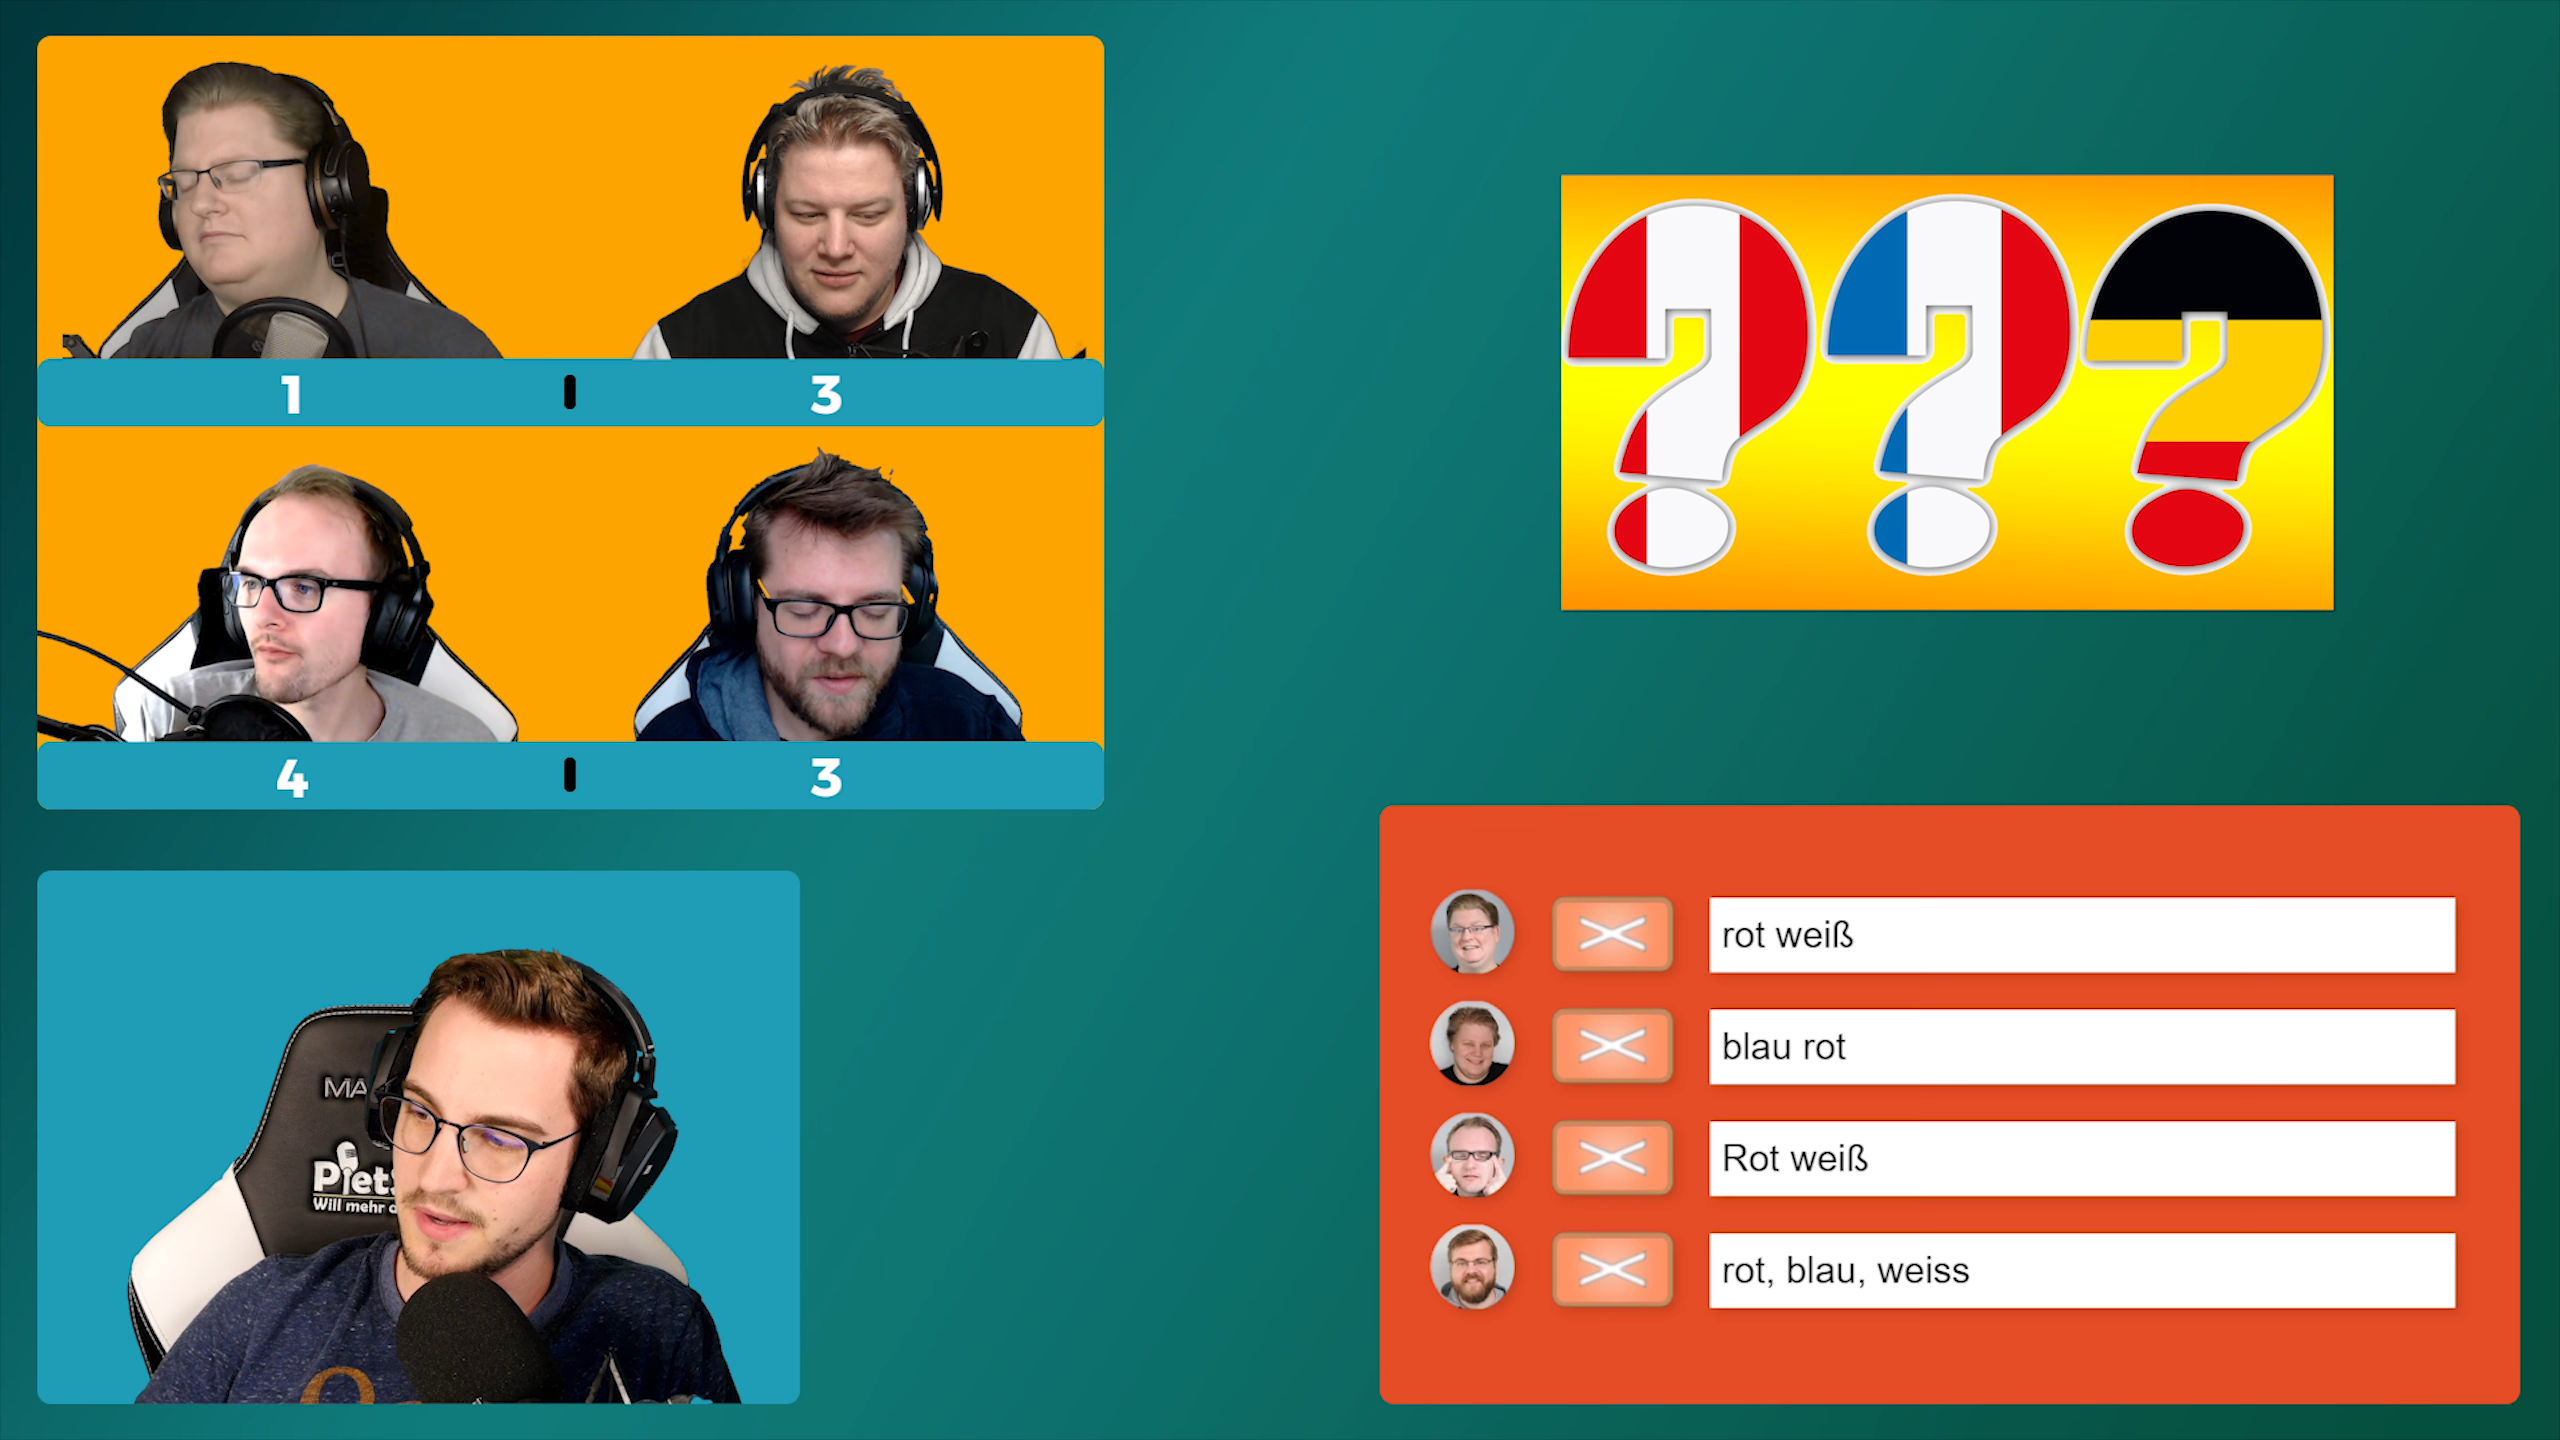 1 3
4 3
MA
Piet
Will mehr
rot weiß
blau rot
Rot weiß
rot, blau, weiss